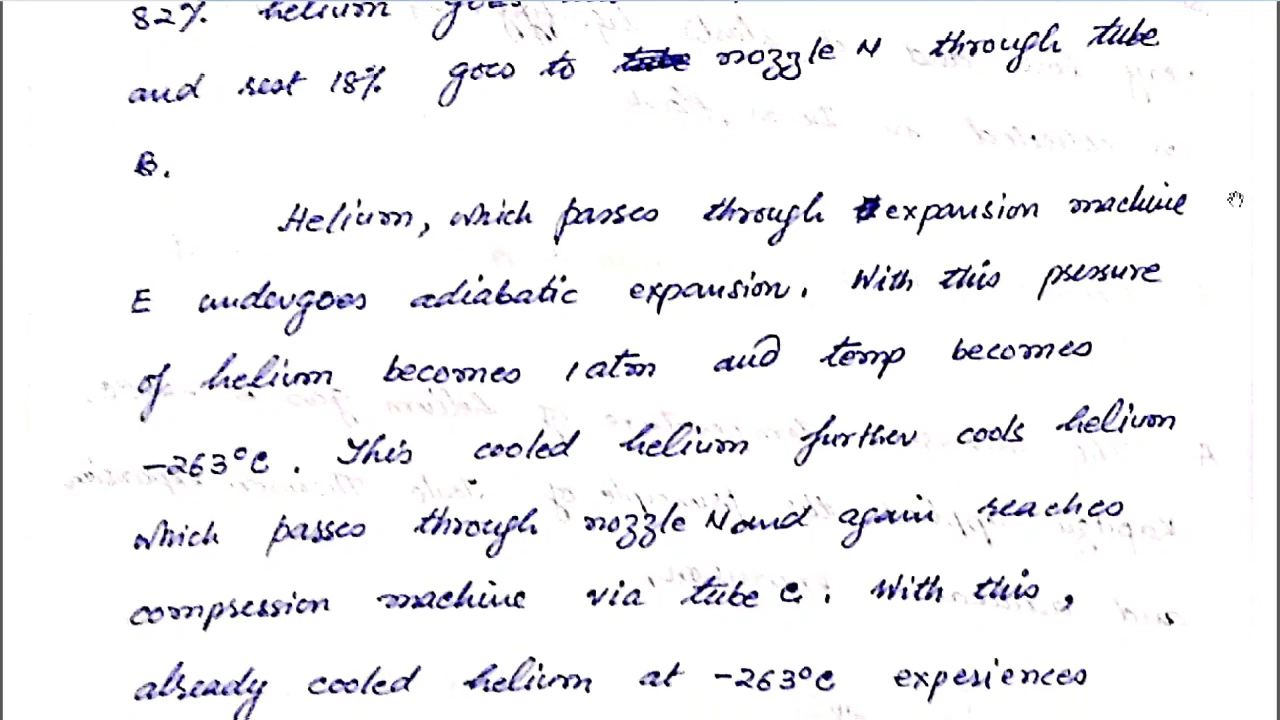 82% helium goes
and rest 18% goes to nozzle N through tube
B.
Helium, which passes through expansion machine
E undergoes adiabatic expansion. With this pressure
of helium becomes 1 atm and temp becomes
-263°C. This cooled helium further cools helium
which passes through nozzle N and again reaches
compression machine via tube C. With this,
already cooled helium at -263°C experiences